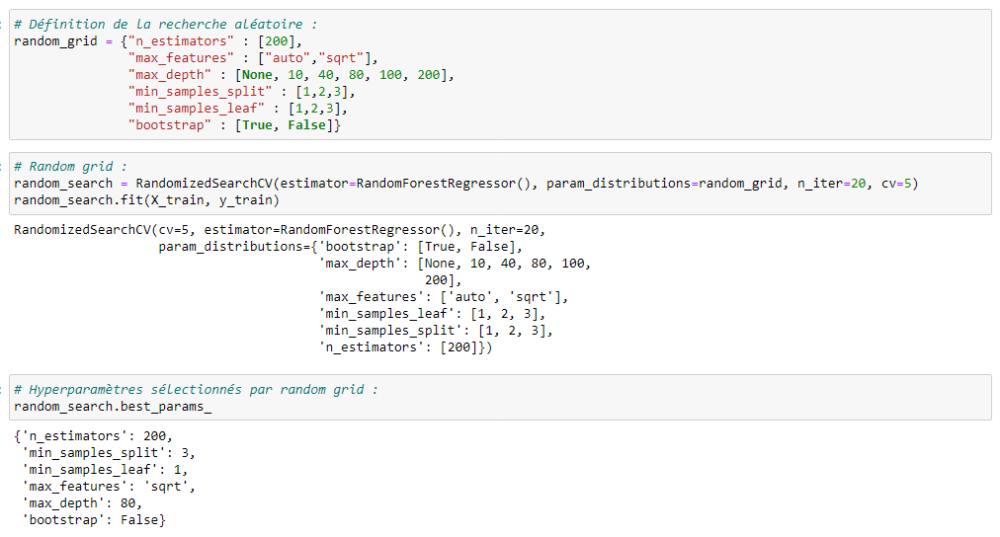 # Définition de la recherche aléatoire :
random_grid = {"n_estimators" : [200],
"max_features" : ["auto","sqrt"],
"max_depth" : [None, 10, 40, 80, 100, 200],
"min_samples_split" : [1,2,3],
"min_samples_leaf" : [1,2,3],
"bootstrap" : [True, False]}
# Random grid :
random_search = RandomizedSearchCV(estimator=RandomForestRegressor(), param_distributions=random_grid, n_iter=20, cv=5)
random_search.fit(X_train, y_train)
RandomizedSearchCV(cv=5, estimator=RandomForestRegressor(), n_iter=20,
param_distributions={'bootstrap': [True, False],
'max_depth': [None, 10, 40, 80, 100,
200],
'max_features': ['auto', 'sqrt'],
'min_samples_leaf': [1, 2, 3],
'min_samples_split': [1, 2, 3],
'n_estimators': [200]})
# Hyperparamètres sélectionnés par random grid :
random_search.best_params_
{'n_estimators': 200,
'min_samples_split': 3,
'min_samples_leaf': 1,
'max_features': 'sqrt',
'max_depth': 80,
'bootstrap': False}